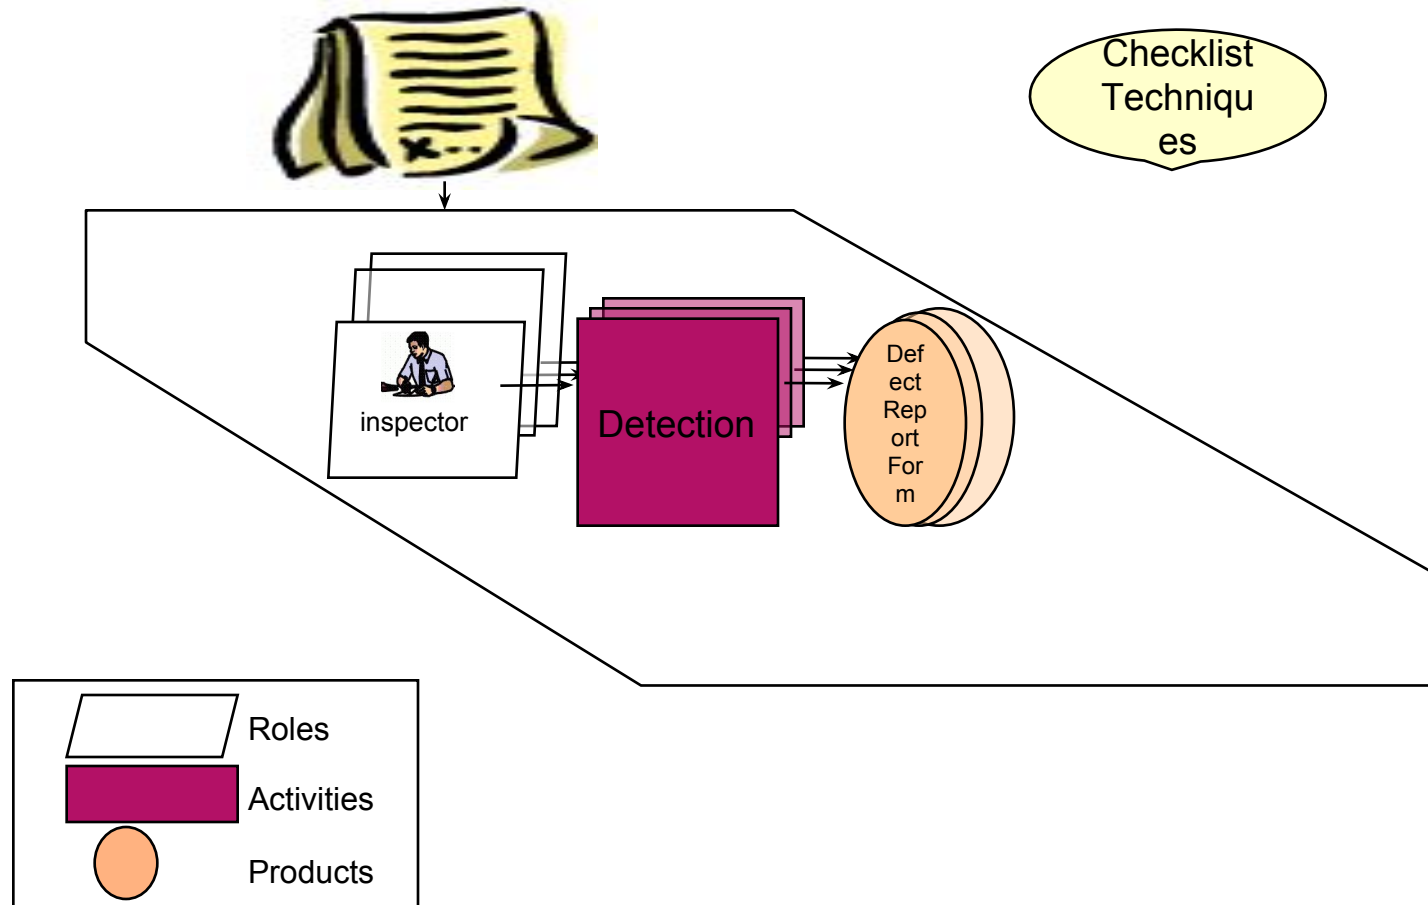 Checklist
Techniqu
es
inspector
Detection
Def
ect
Rep
ort
For
m
Roles
Activities
Products